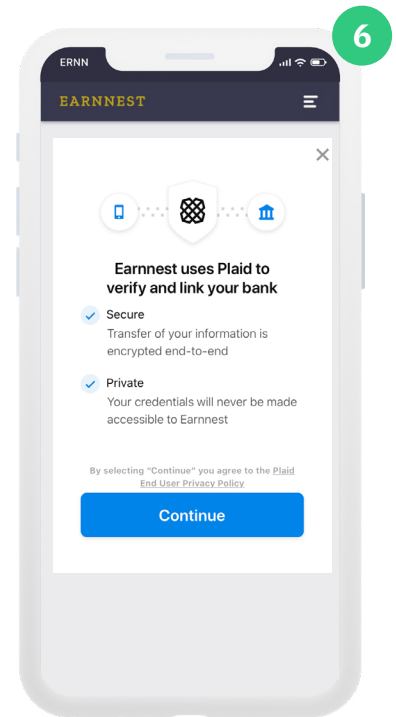 6
ERNN
EARNNEST
Earnnest uses Plaid to
verify and link your bank
Secure
Transfer of your information is
encrypted end-to-end
Private
Your credentials will never be made
accessible to Earnnest
By selecting “Continue” you agree to the Plaid
End User Privacy Policy
Continue